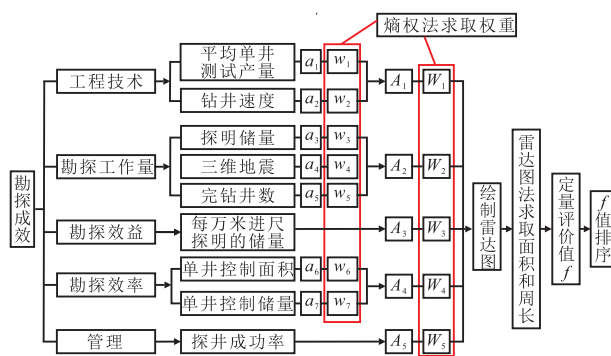 熵权法求取权重
平均单井
测试产量
a₁
w₁
工程技术
A₁
W₁
钻井速度
a₂
w₂
探明储量
a₃
w₃
勘探工作量
三维地震
a₄
w₄
A₂
W₂
完钻井数
a₅
w₅
勘探成效
勘探效益
每万米进尺
探明的储量
A₃
W₃
绘制雷达图
雷达图法求取面积和周长
定量评价值f
f值排序
单井控制面积
a₆
w₆
勘探效率
A₄
W₄
单井控制储量
a₇
w₇
管理
探井成功率
A₅
W₅